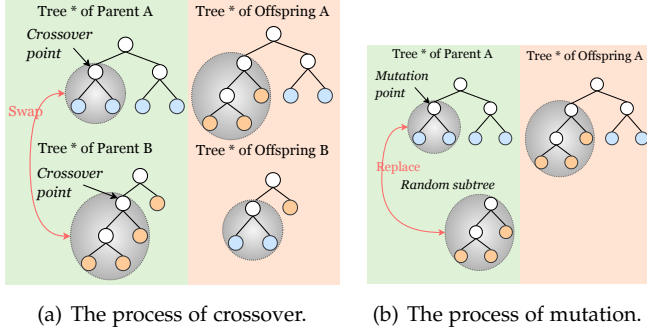 Tree * of Parent A
Tree * of Offspring A
Crossover
point
Swap
Tree * of Parent B
Tree * of Offspring B
Crossover
point
(a) The process of crossover.
Tree * of Parent A
Tree * of Offspring A
Mutation
point
Replace
Random subtree
(b) The process of mutation.